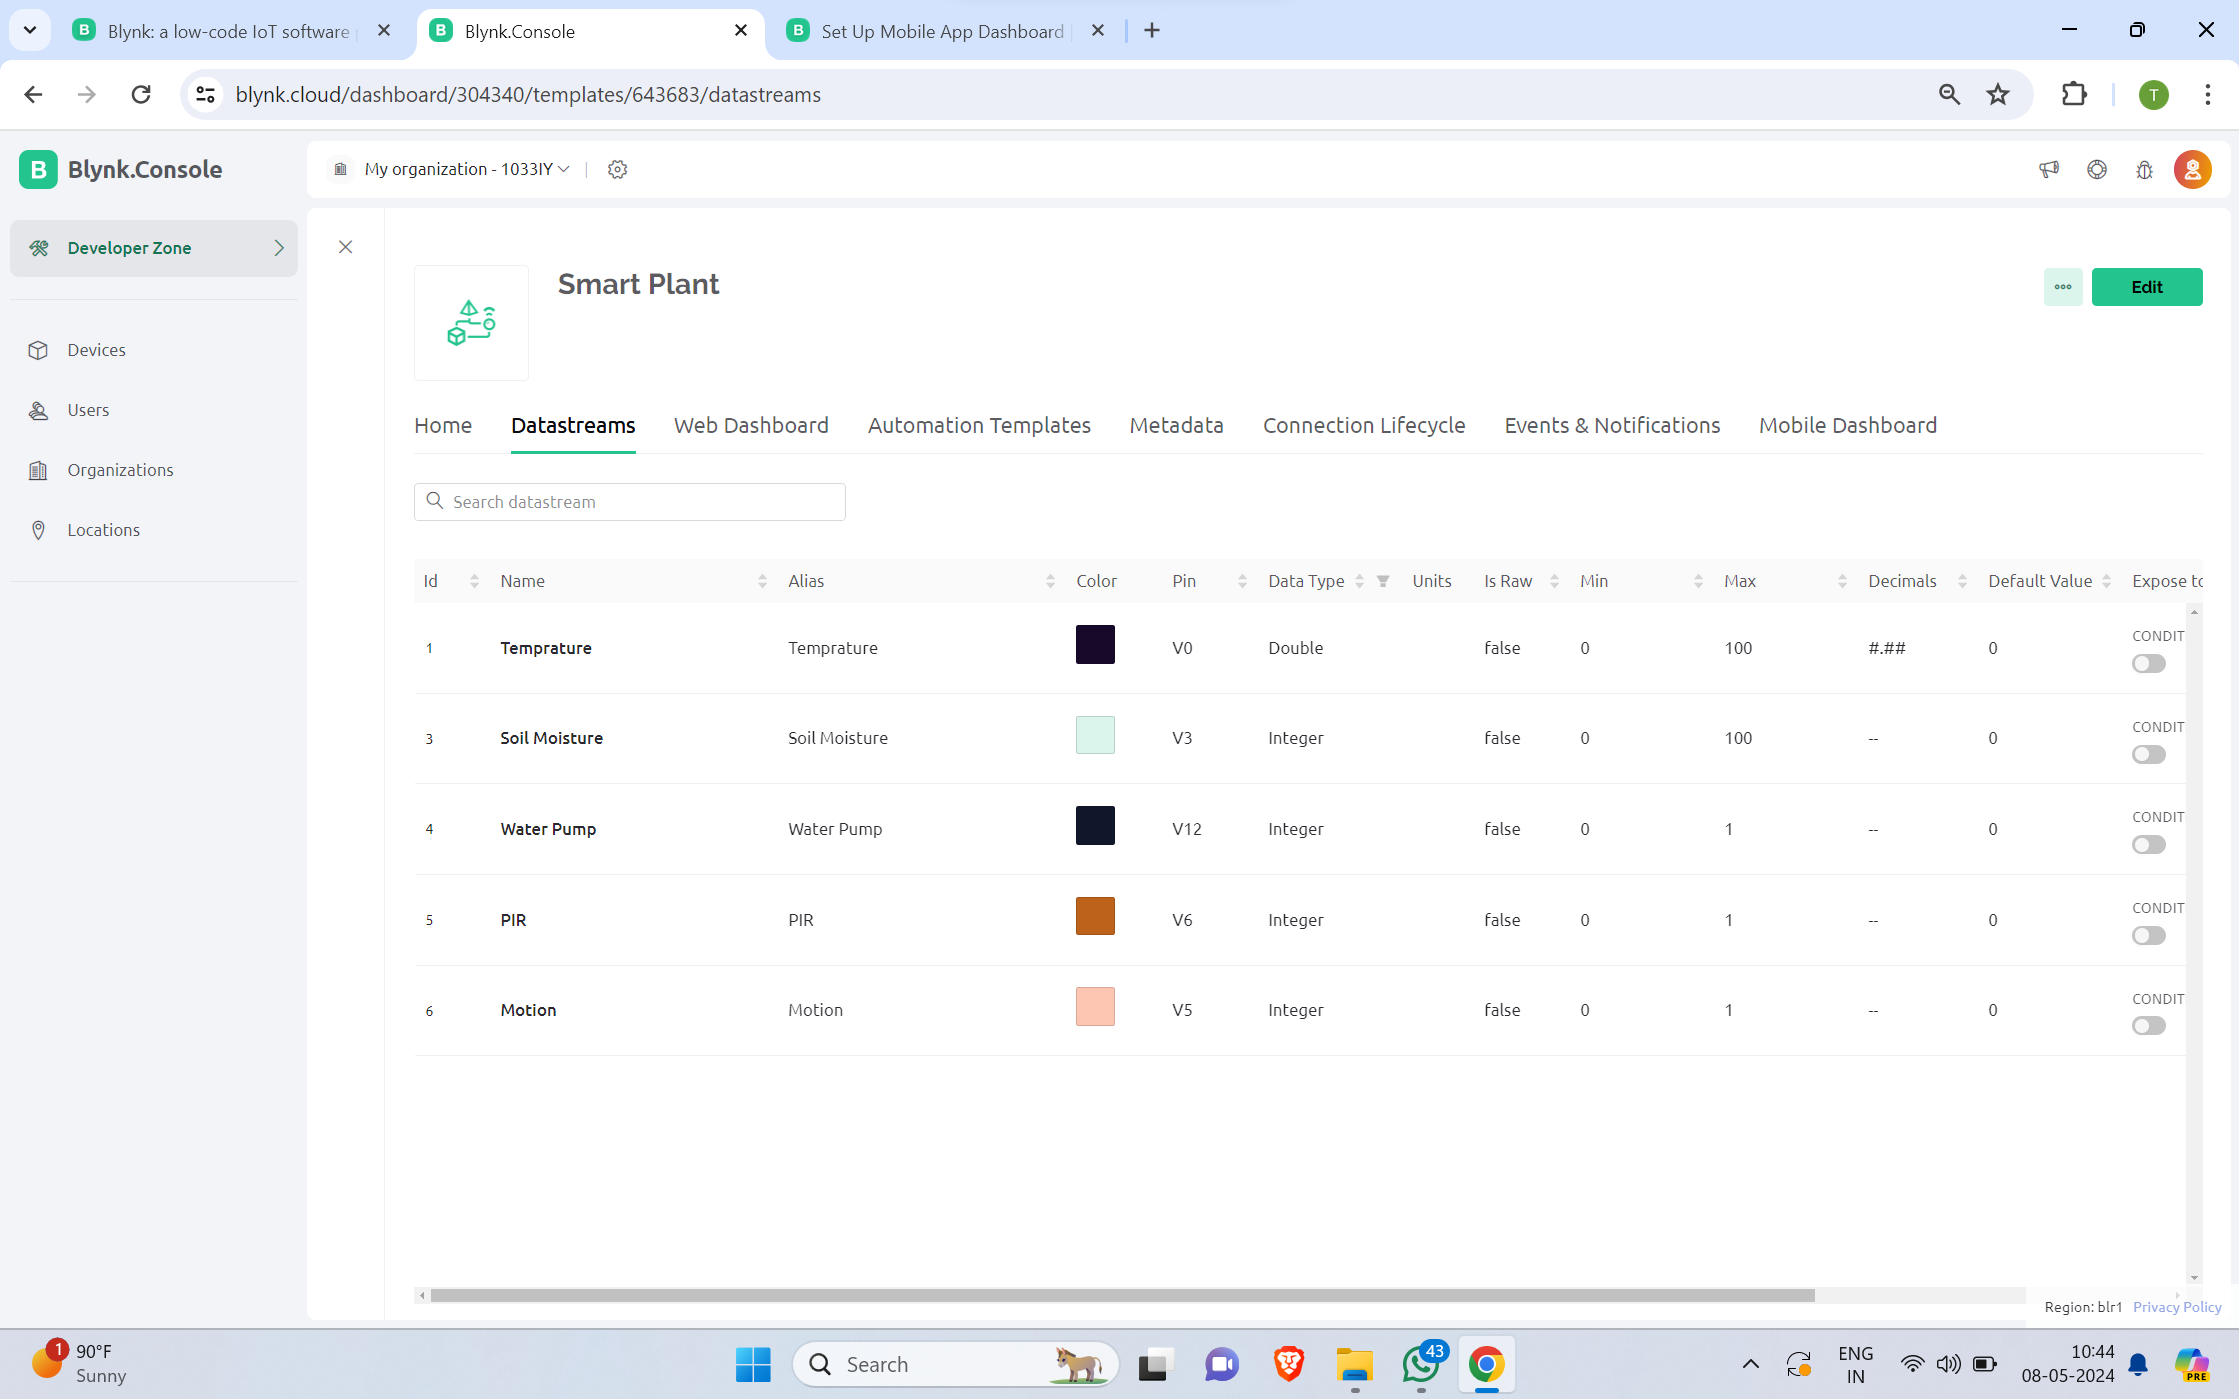 Blynk: a low-code IoT software
Blynk.Console
Set Up Mobile App Dashboard
blynk.cloud/dashboard/304340/templates/643683/datastreams
T
B Blynk.Console
My organization - 1033IY
Developer Zone
Devices
Users
Organizations
Locations
Smart Plant
Edit
Home Datastreams Web Dashboard Automation Templates Metadata Connection Lifecycle Events & Notifications Mobile Dashboard
Search datastream
Id Name Alias Color Pin Data Type Units Is Raw Min Max Decimals Default Value Expose to
1 Temprature Temprature V0 Double false 0 100 #.## 0 CONDIT
3 Soil Moisture Soil Moisture V3 Integer false 0 100 -- 0 CONDIT
4 Water Pump Water Pump V12 Integer false 0 1 -- 0 CONDIT
5 PIR PIR V6 Integer false 0 1 -- 0 CONDIT
6 Motion Motion V5 Integer false 0 1 -- 0 CONDIT
Region: blr1 Privacy Policy
1
90°F
Sunny
Search
43
ENG
IN
10:44
08-05-2024
PRE